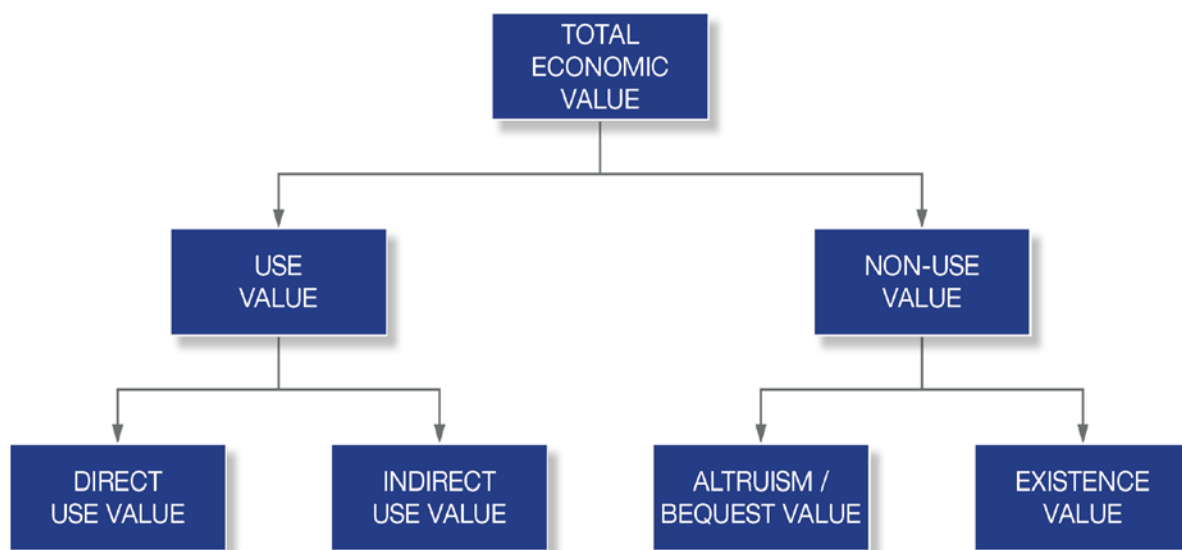 TOTAL
ECONOMIC
VALUE
USE
VALUE
NON-USE
VALUE
DIRECT
USE VALUE
INDIRECT
USE VALUE
ALTRUISM /
BEQUEST VALUE
EXISTENCE
VALUE